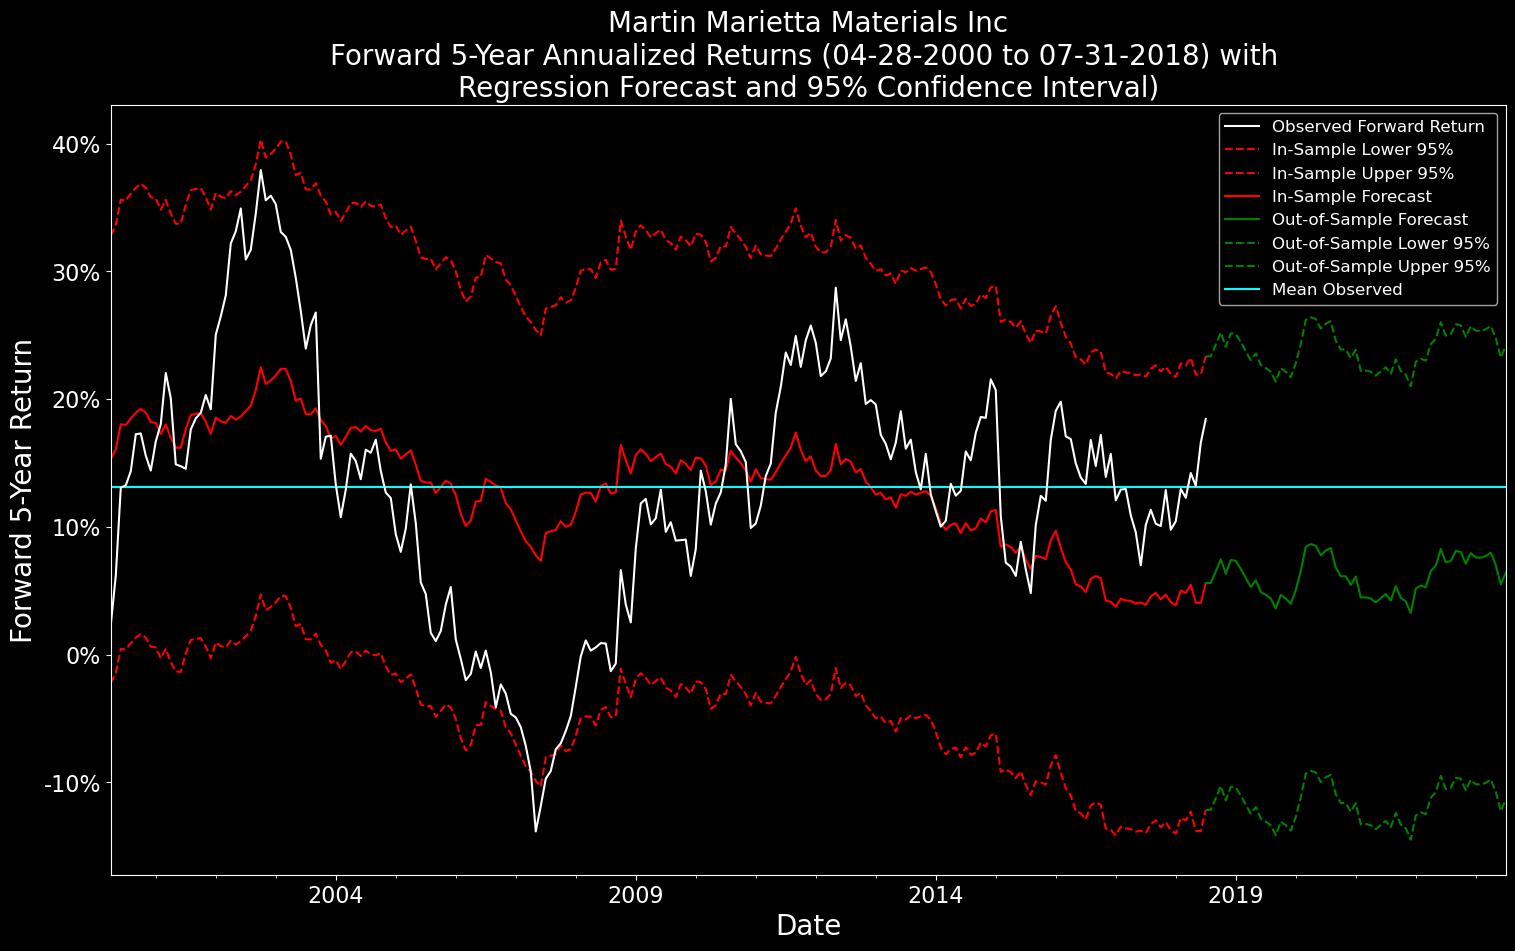 Martin Marietta Materials Inc
Forward 5-Year Annualized Returns (04-28-2000 to 07-31-2018) with
Regression Forecast and 95% Confidence Interval)
Observed Forward Return
In-Sample Lower 95%
In-Sample Upper 95%
In-Sample Forecast
Out-of-Sample Forecast
Out-of-Sample Lower 95%
Out-of-Sample Upper 95%
Mean Observed
Forward 5-Year Return
40%
30%
20%
10%
0%
-10%
2004
2009
2014
2019
Date